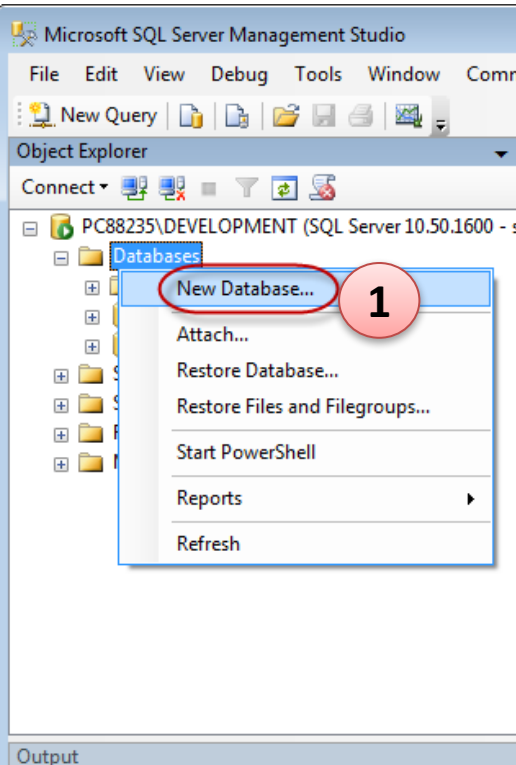 Microsoft SQL Server Management Studio
File Edit View Debug Tools Window Comm
New Query
Object Explorer
Connect
PC88235\DEVELOPMENT (SQL Server 10.50.1600 - s
Databases
New Database...
1
Attach...
S
Restore Database...
S
Restore Files and Filegroups...
R
M
Start PowerShell
Reports
Refresh
Output